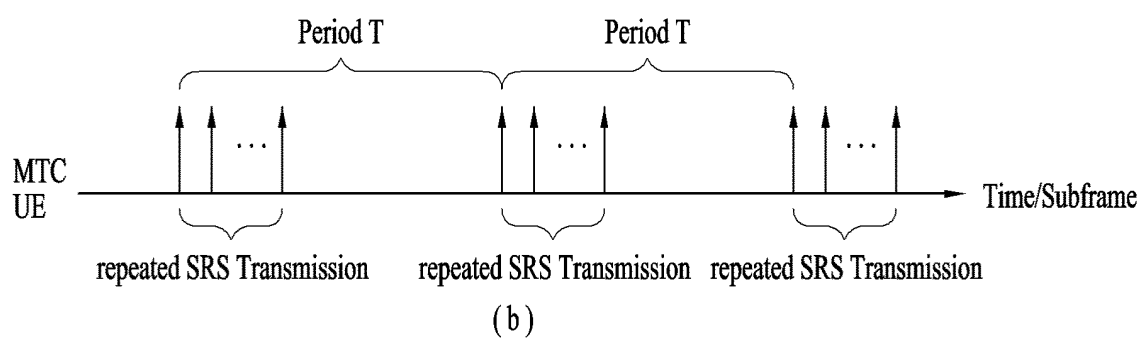 Period T Period T
... ... ...
MTC
UE
Time/Subframe
repeated SRS Transmission repeated SRS Transmission repeated SRS Transmission
(b)